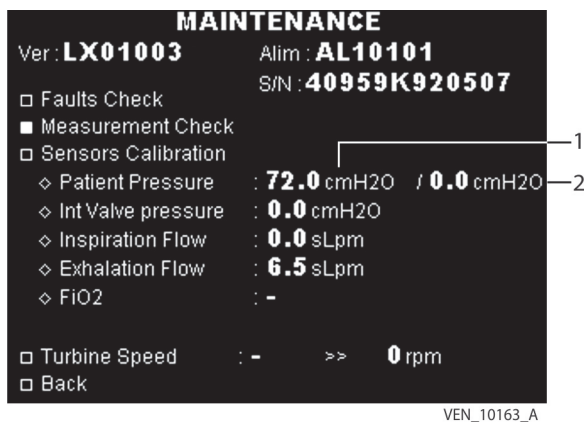 MAINTENANCE
Ver : LX01003 Alim : AL10101
S/N : 40959K920507
Faults Check
Measurement Check
Sensors Calibration
Patient Pressure : 72.0 cmH2O / 0.0 cmH2O
Int Valve pressure : 0.0 cmH2O
Inspiration Flow : 0.0 sLpm
Exhalation Flow : 6.5 sLpm
FiO2 : -
Turbine Speed : - >> 0 rpm
Back
1
2
VEN_10163_A